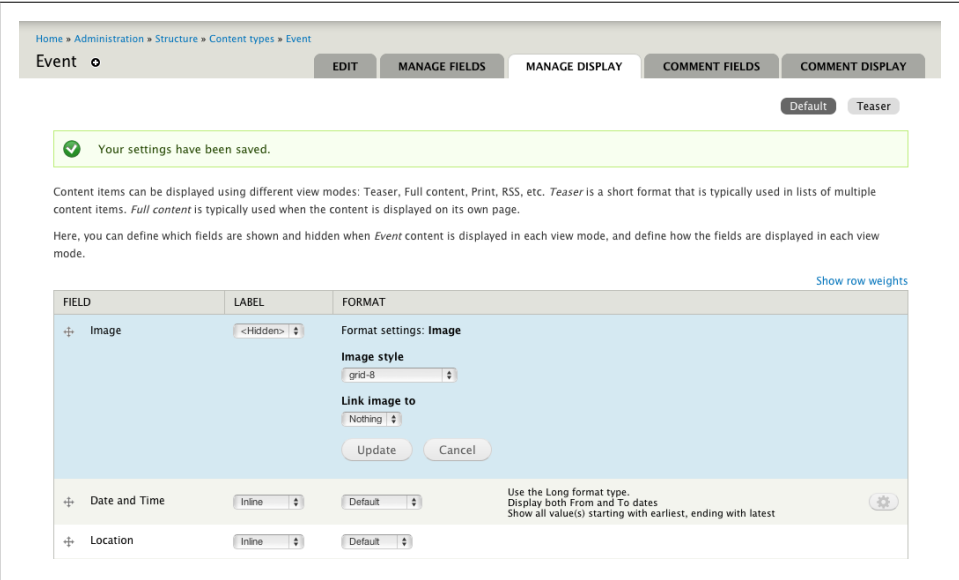 Home » Administration » Structure » Content types » Event
Event
EDIT MANAGE FIELDS MANAGE DISPLAY COMMENT FIELDS COMMENT DISPLAY
Default Teaser
Your settings have been saved.
Content items can be displayed using different view modes: Teaser, Full content, Print, RSS, etc. Teaser is a short format that is typically used in lists of multiple
content items. Full content is typically used when the content is displayed on its own page.
Here, you can define which fields are shown and hidden when Event content is displayed in each view mode, and define how the fields are displayed in each view
mode.
Show row weights
FIELD LABEL FORMAT
Image <Hidden> Format settings: Image
Image style
grid-8
Link image to
Nothing
Update Cancel
Date and Time Inline Default
Use the Long format type.
Display both From and To dates
Show all value(s) starting with earliest, ending with latest
Location Inline Default